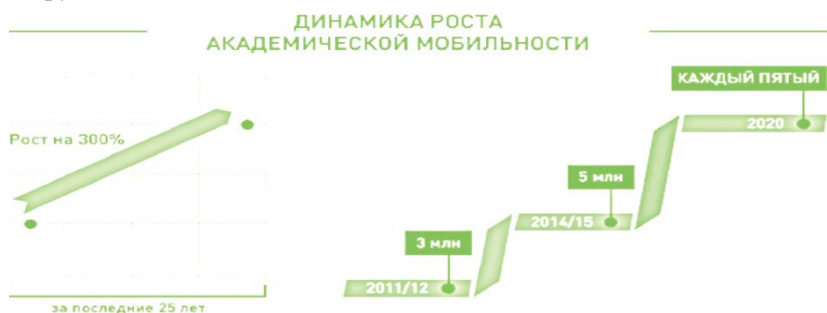 ДИНАМИКА РОСТА
АКАДЕМИЧЕСКОЙ МОБИЛЬНОСТИ
Рост на 300%
за последние 25 лет
3 млн
2011/12
5 млн
2014/15
КАЖДЫЙ ПЯТЫЙ
2020